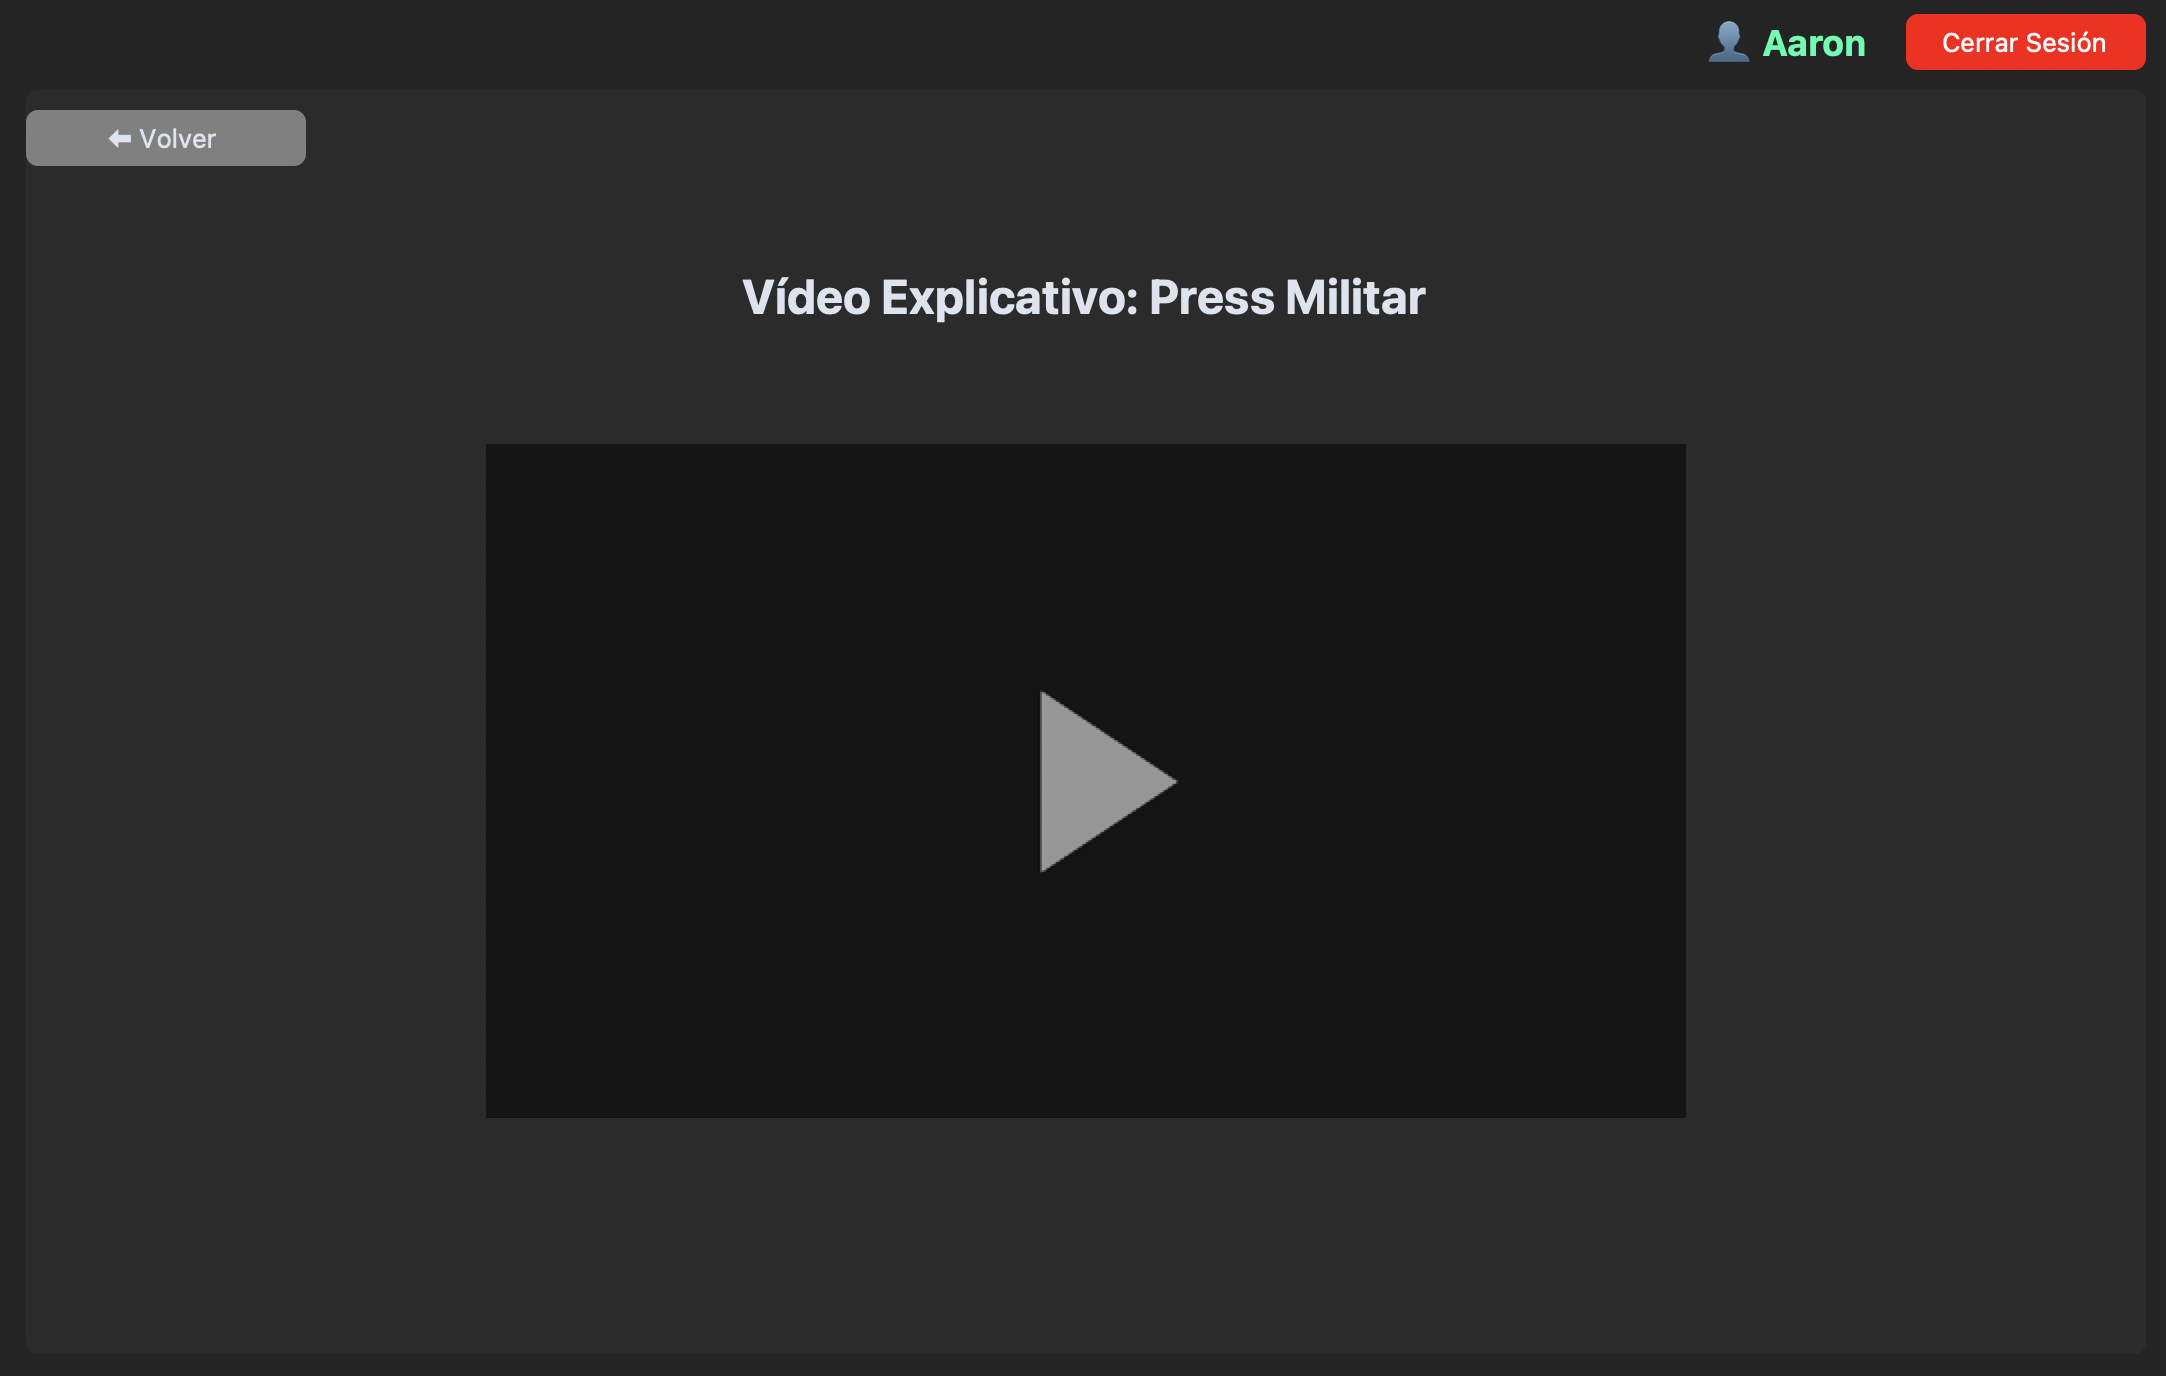 Aaron
Cerrar Sesión
Volver
Vídeo Explicativo: Press Militar